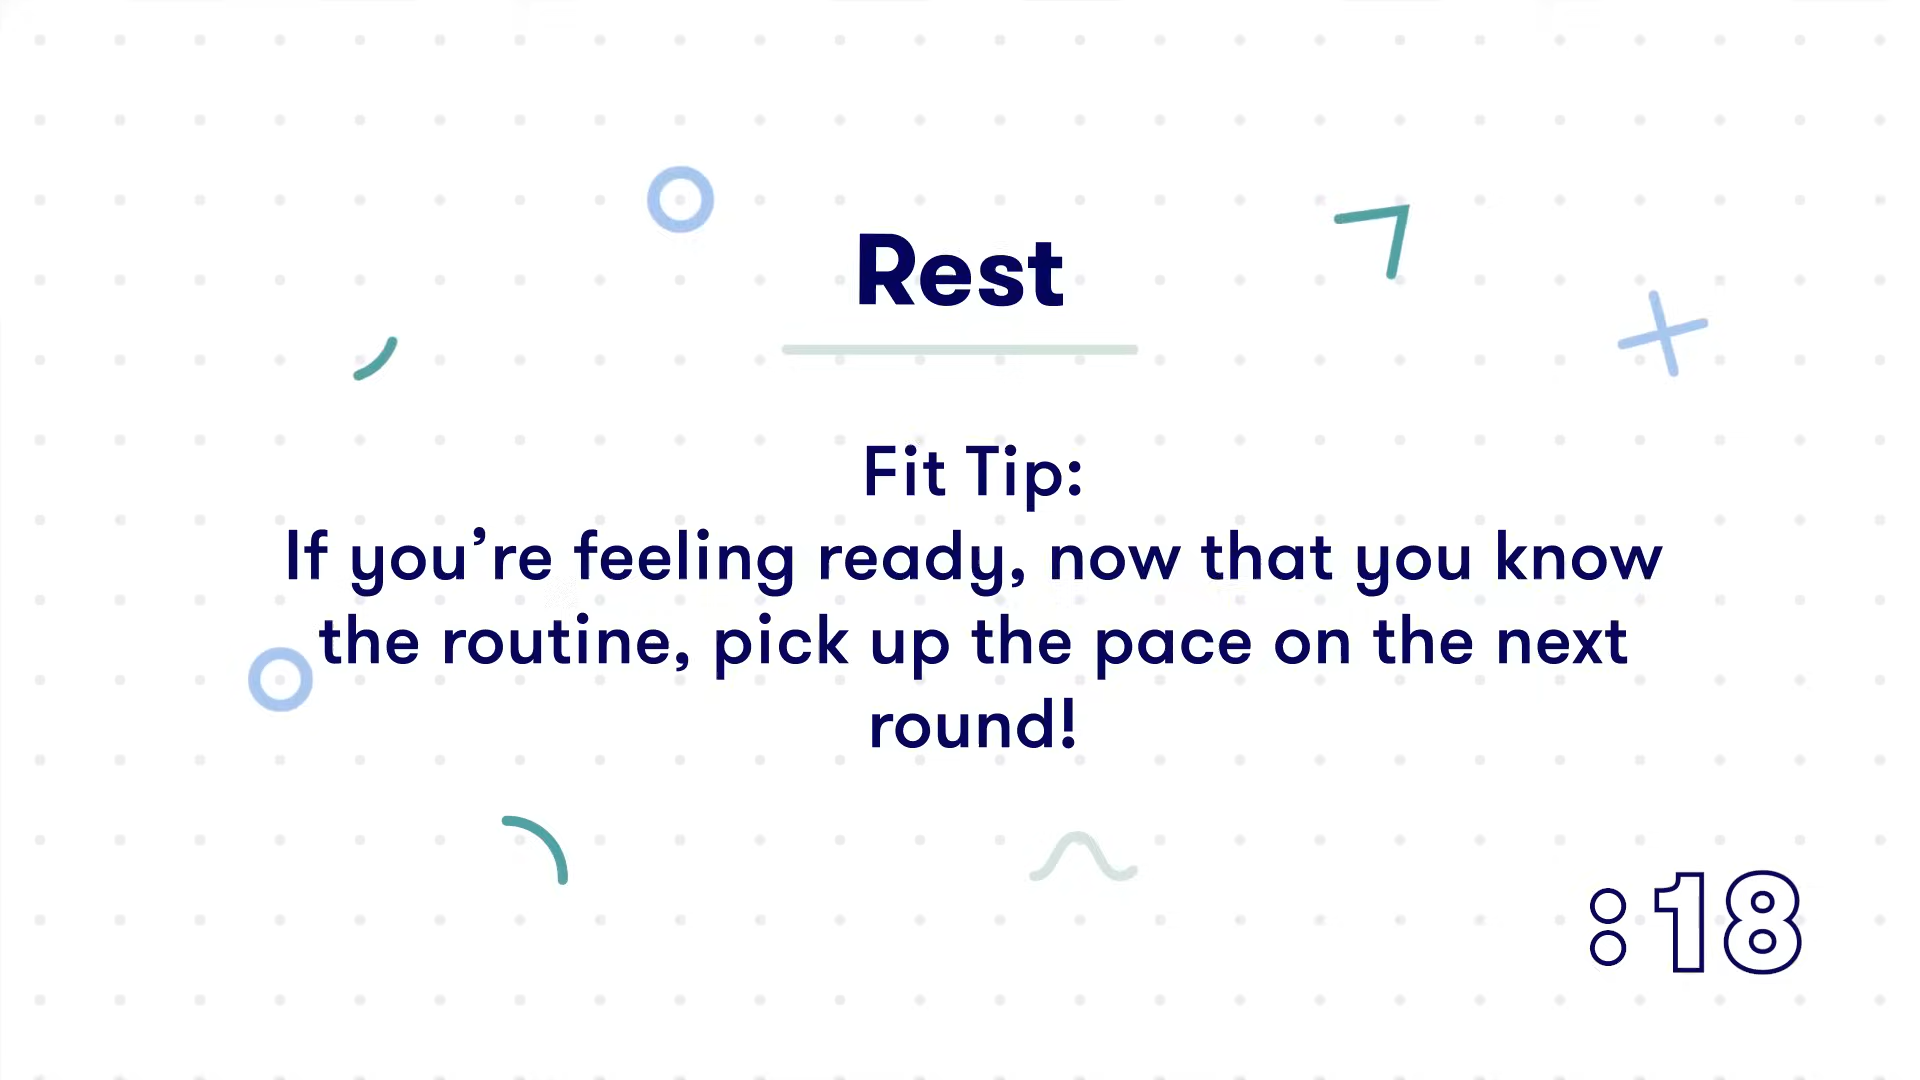 Rest
Fit Tip:
If you’re feeling ready, now that you know
the routine, pick up the pace on the next
round!
:18